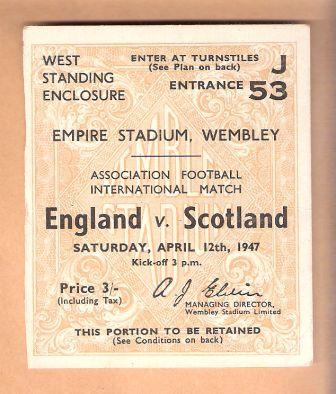 WEST STANDING ENCLOSURE
ENTER AT TURNSTILES
(See Plan on back)
ENTRANCE
J
53
EMPIRE STADIUM, WEMBLEY
ASSOCIATION FOOTBALL
INTERNATIONAL MATCH
England v. Scotland
SATURDAY, APRIL 12th, 1947
Kick-off 3 p.m.
Price 3/-
(Including Tax)
A J Elvin
MANAGING DIRECTOR,
Wembley Stadium Limited
THIS PORTION TO BE RETAINED
(See Conditions on back)